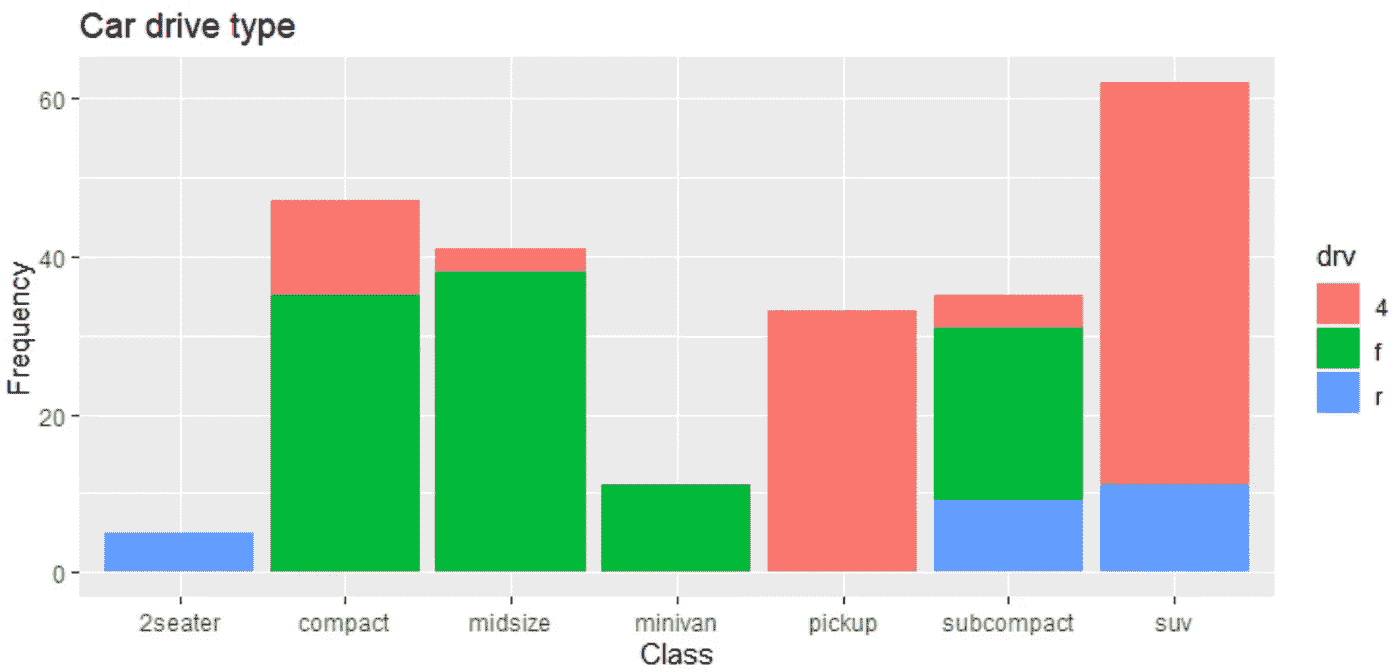 Car drive type
60
40
20
0
Frequency
2seater compact midsize minivan pickup subcompact suv
Class
drv
4
f
r